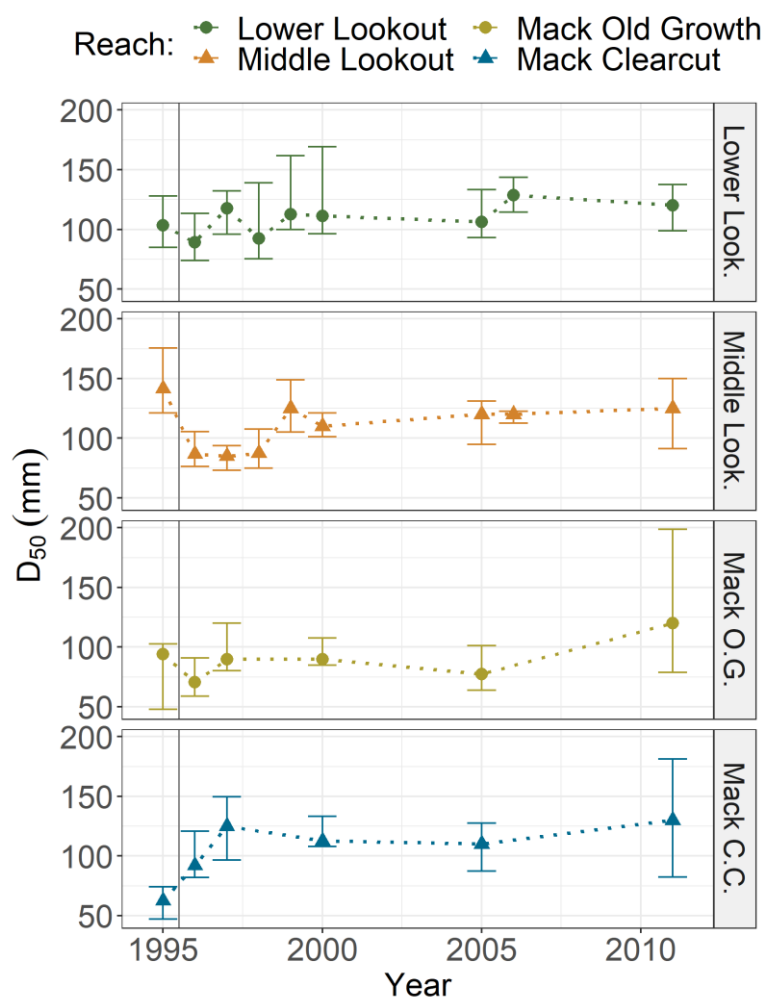 Reach: Lower Lookout Mack Old Growth
Middle Lookout Mack Clearcut
200
150
100
50
Lower Look.
200
150
100
50
Middle Look.
D50 (mm)
200
150
100
50
Mack O.G.
200
150
100
50
Mack C.C.
1995 2000 2005 2010
Year